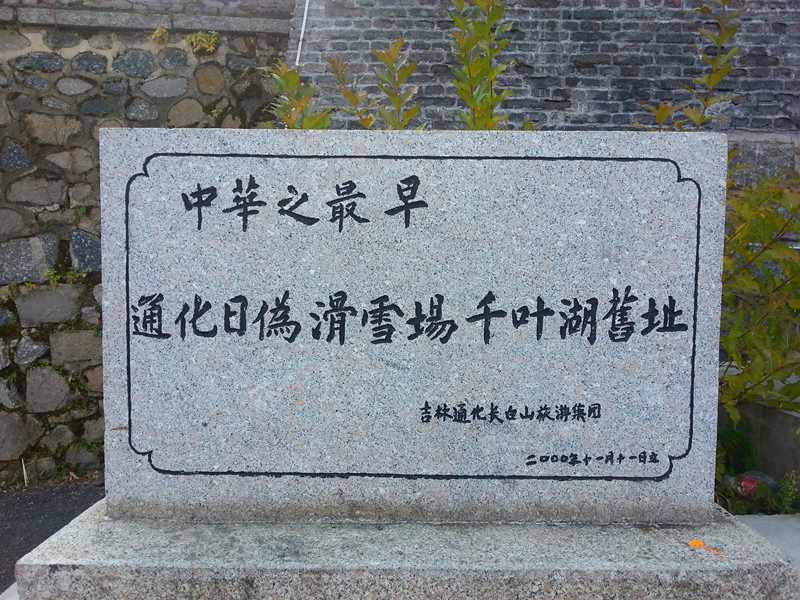 中華之最早
通化日偽滑雪場千叶湖舊址
吉林通化长白山旅游集团
二000年十一月十一日立